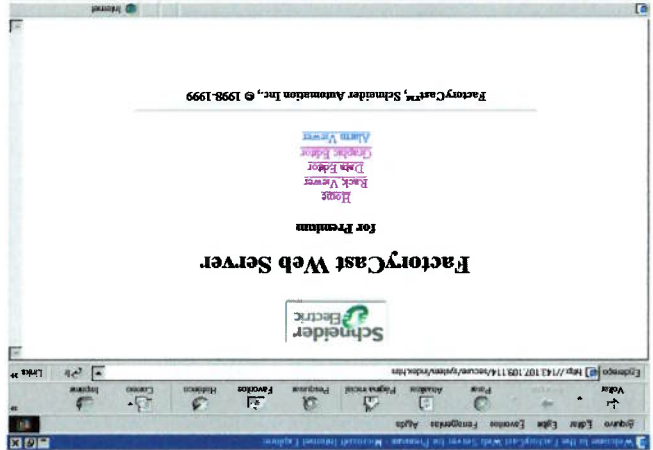 Welcome to the FactoryCast Web Server for Premium - Microsoft Internet Explorer
Arquivo Editar Exibir Favoritos Ferramentas Ajuda
Voltar Parar Atualizar Página inicial Pesquisar Favoritos Histórico Correio Imprimir
Endereço http://143.107.109.114/secure/system/index.htm Ir Links »
Schneider
Electric
FactoryCast Web Server
for Premium
Home
Rack Viewer
Data Editor
Graphic Editor
Alarm Viewer
FactoryCast™, Schneider Automation Inc., © 1998-1999
Internet